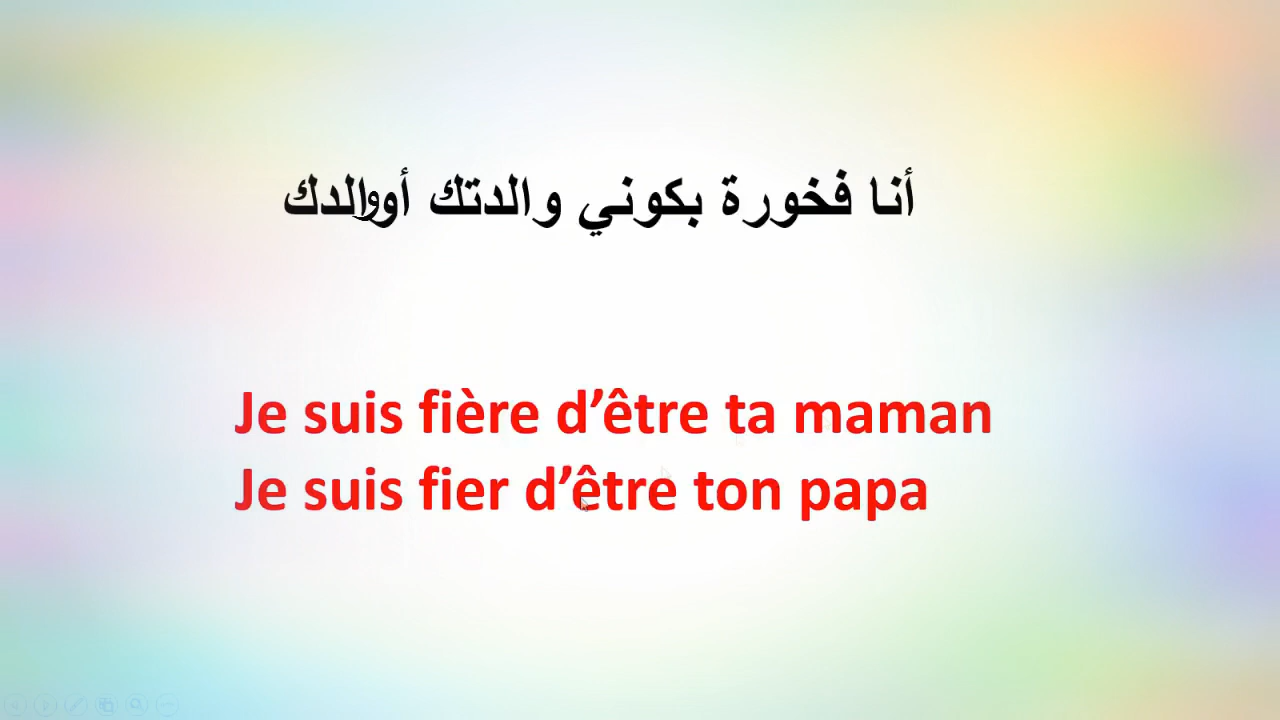 أنا فخورة بكوني والدتك أووالدك
Je suis fière d’être ta maman
Je suis fier d’être ton papa